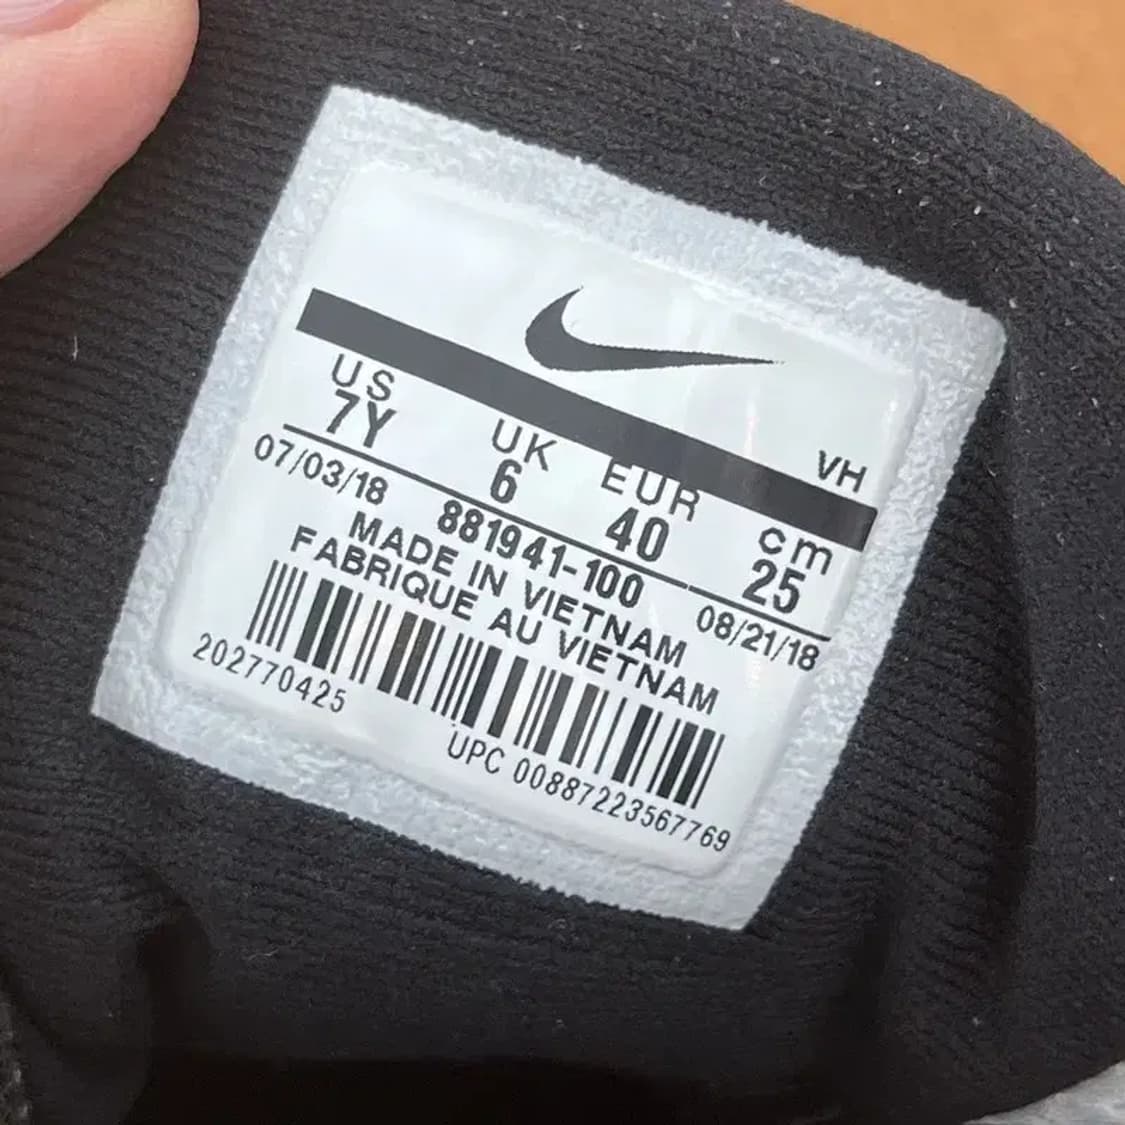 VH
US UK EUR cm
7Y 6 40 25
07/03/18 881941-100 08/21/18
MADE IN VIETNAM
FABRIQUE AU VIETNAM
202770425
UPC 00887223567769